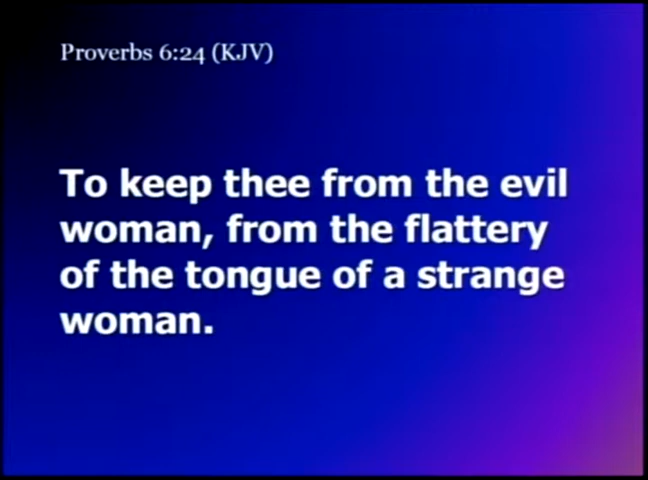 Proverbs 6:24 (KJV)
To keep thee from the evil
woman, from the flattery
of the tongue of a strange
woman.